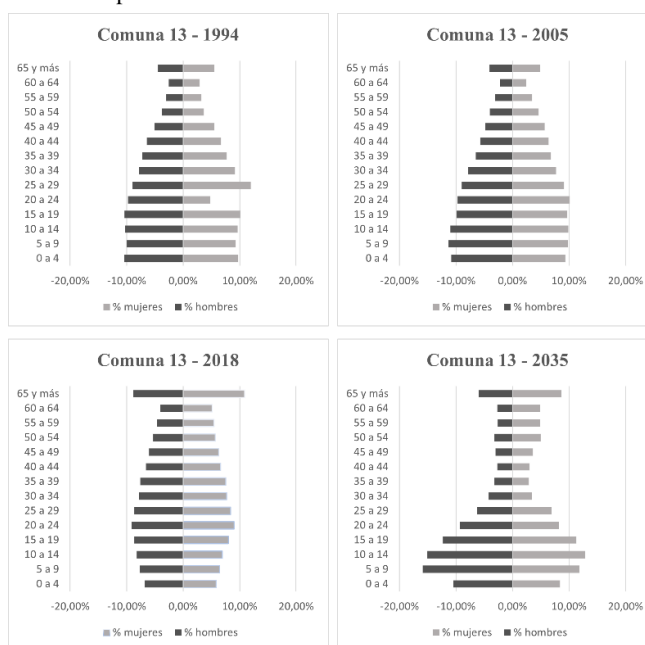 Comuna 13 - 1994
65 y más
60 a 64
55 a 59
50 a 54
45 a 49
40 a 44
35 a 39
30 a 34
25 a 29
20 a 24
15 a 19
10 a 14
5 a 9
0 a 4
-20,00% -10,00% 0,00% 10,00% 20,00%
% mujeres % hombres
Comuna 13 - 2005
65 y más
60 a 64
55 a 59
50 a 54
45 a 49
40 a 44
35 a 39
30 a 34
25 a 29
20 a 24
15 a 19
10 a 14
5 a 9
0 a 4
-20,00% -10,00% 0,00% 10,00% 20,00%
% mujeres % hombres
Comuna 13 - 2018
65 y más
60 a 64
55 a 59
50 a 54
45 a 49
40 a 44
35 a 39
30 a 34
25 a 29
20 a 24
15 a 19
10 a 14
5 a 9
0 a 4
-20,00% -10,00% 0,00% 10,00% 20,00%
% mujeres % hombres
Comuna 13 - 2035
65 y más
60 a 64
55 a 59
50 a 54
45 a 49
40 a 44
35 a 39
30 a 34
25 a 29
20 a 24
15 a 19
10 a 14
5 a 9
0 a 4
-20,00% -10,00% 0,00% 10,00% 20,00%
% mujeres % hombres